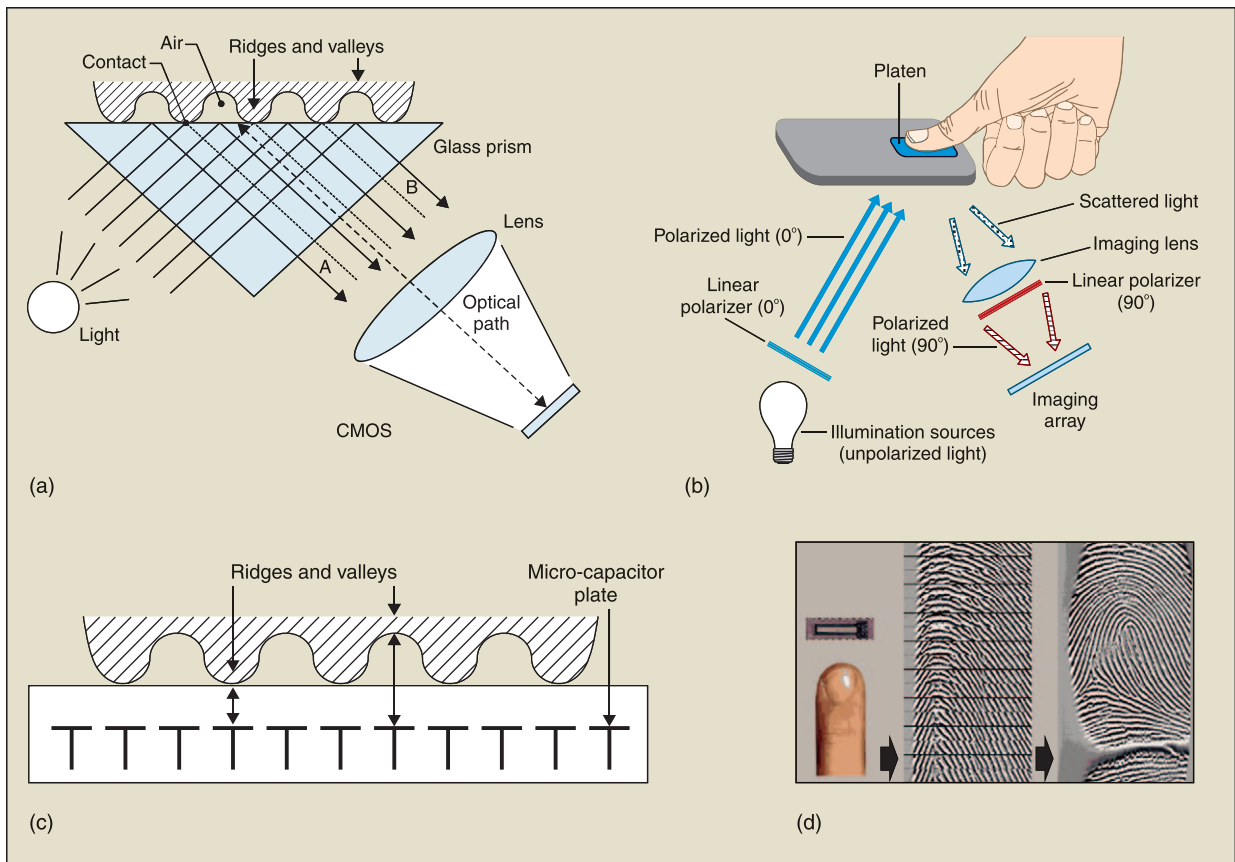 Air
Ridges and valleys
Contact
Glass prism
B
Lens
A
Optical
path
Light
CMOS
(a)
Platen
Scattered light
Polarized light (0°)
Imaging lens
Linear
polarizer (0°)
Linear polarizer
(90°)
Polarized
light (90°)
Imaging
array
Illumination sources
(unpolarized light)
(b)
Ridges and valleys
Micro-capacitor
plate
(c)
(d)